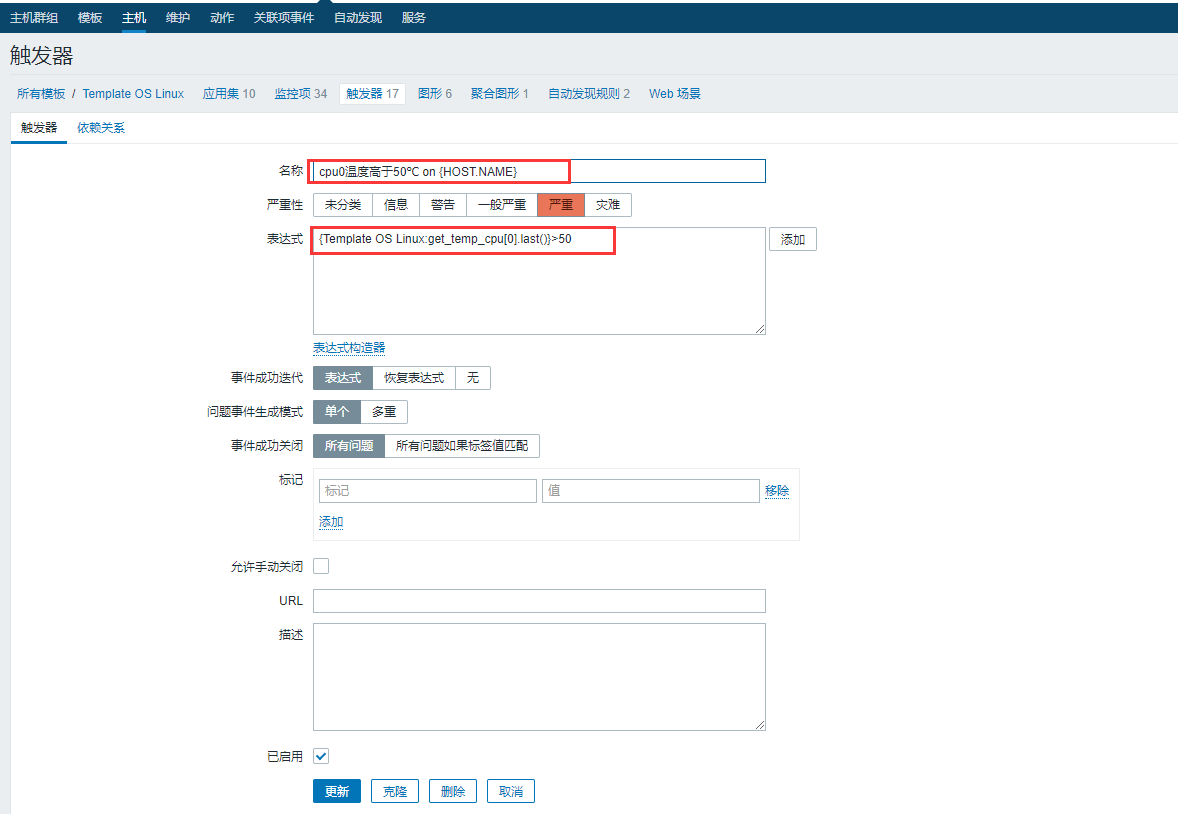 主机群组 模板 主机 维护 动作 关联项事件 自动发现 服务
触发器
所有模板 / Template OS Linux 应用集 10 监控项 34 触发器 17 图形 6 聚合图形 1 自动发现规则 2 Web 场景
触发器 依赖关系
名称 cpu0温度高于50℃ on {HOST.NAME}
严重性 未分类 信息 警告 一般严重 严重 灾难
表达式 {Template OS Linux:get_temp_cpu[0].last()}>50 添加
表达式构造器
事件成功迭代 表达式 恢复表达式 无
问题事件生成模式 单个 多重
事件成功关闭 所有问题 所有问题如果标签值匹配
标记 标记 值 移除
添加
允许手动关闭
URL
描述
已启用
更新 克隆 删除 取消